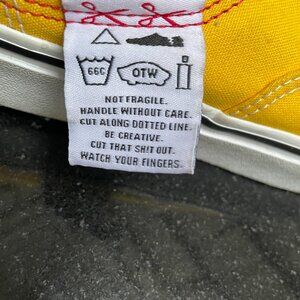 66C
OTW
NOT FRAGILE.
HANDLE WITHOUT CARE.
CUT ALONG DOTTED LINE.
BE CREATIVE.
CUT THAT SH!T OUT.
WATCH YOUR FINGERS.